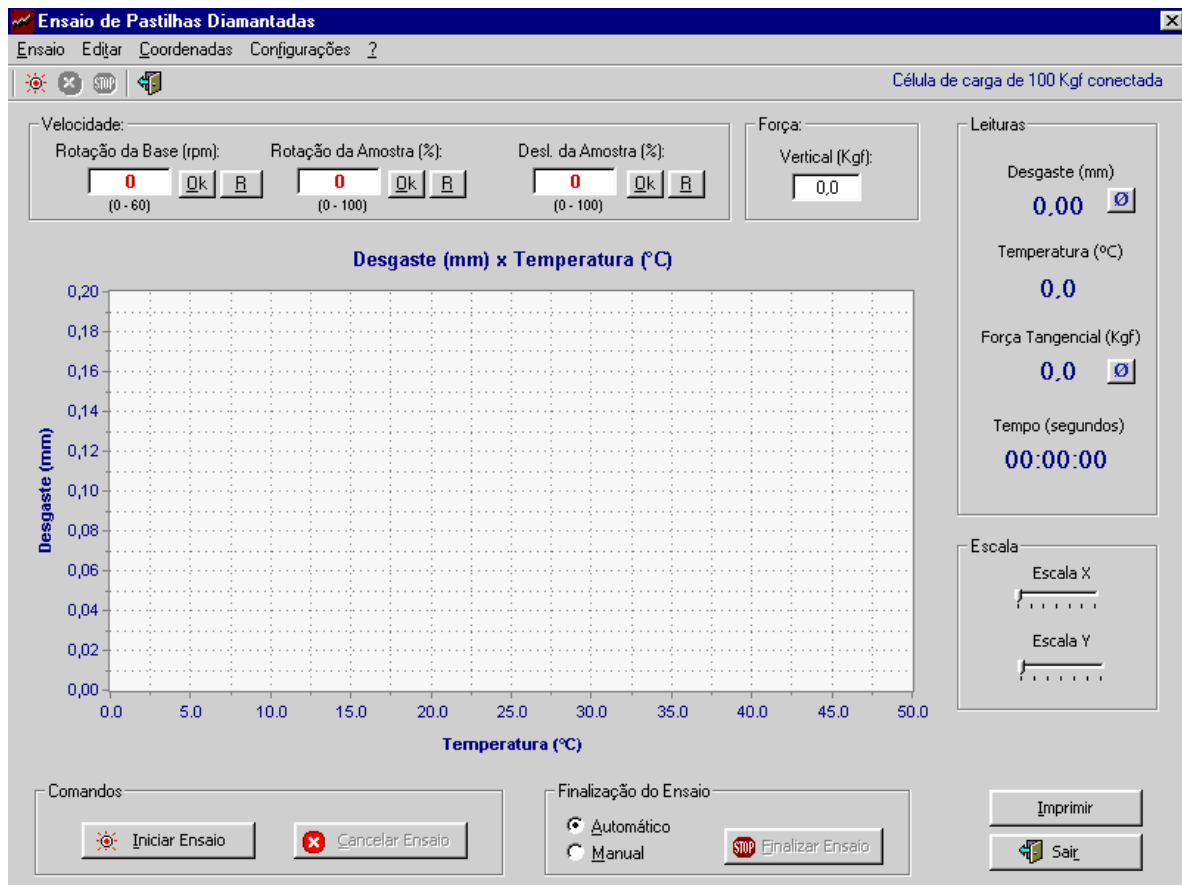 Ensaio de Pastilhas Diamantadas
Ensaio Editar Coordenadas Configurações ?
STOP Célula de carga de 100 Kgf conectada
Velocidade: Força: Leituras
Rotação da Base (rpm): Rotação da Amostra (%): Desl. da Amostra (%): Vertical (Kgf):
0 Ok R 0 Ok R 0 Ok R 0,0
(0 - 60) (0 - 100) (0 - 100)
Desgaste (mm)
0,00 Ø
Temperatura (ºC)
0,0
Força Tangencial (Kgf)
0,0 Ø
Tempo (segundos)
00:00:00
Desgaste (mm) x Temperatura (°C)
Desgaste (mm)
0,20
0,18
0,16
0,14
0,12
0,10
0,08
0,06
0,04
0,02
0,00
0.0 5.0 10.0 15.0 20.0 25.0 30.0 35.0 40.0 45.0 50.0
Temperatura (ºC)
Escala
Escala X
Escala Y
Comandos
Iniciar Ensaio Cancelar Ensaio
Finalização do Ensaio
Automático
Manual
STOP Finalizar Ensaio
Imprimir
Sair